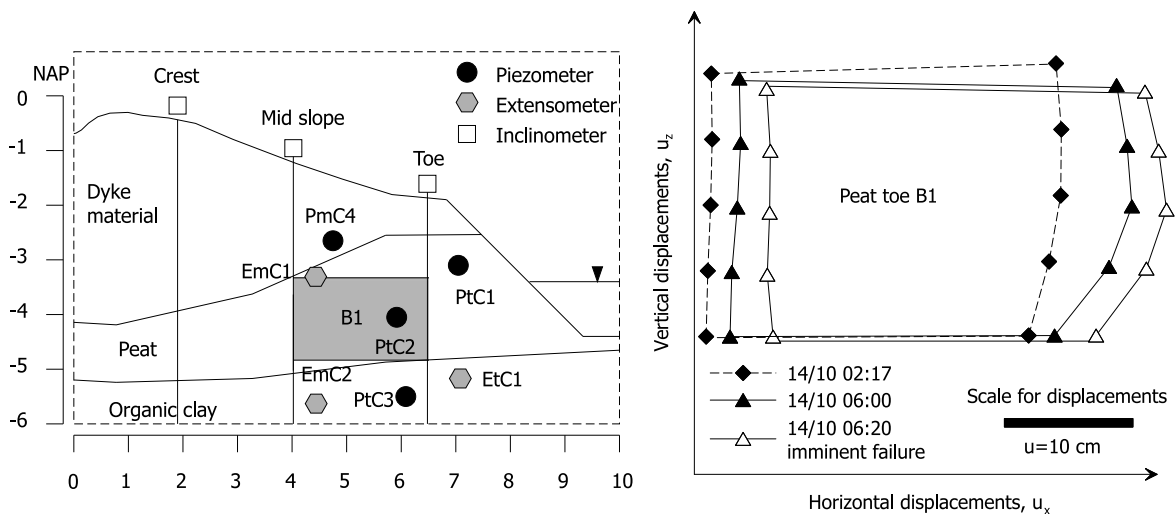 NAP
0
-1
-2
-3
-4
-5
-6
Crest
Mid slope
Toe
Piezometer
Extensometer
Inclinometer
Dyke
material
PmC4
EmC1
PtC1
B1
PtC2
Peat
EmC2
EtC1
PtC3
Organic clay
0 1 2 3 4 5 6 7 8 9 10
Vertical displacements, u_z
Peat toe B1
14/10 02:17
14/10 06:00
14/10 06:20
imminent failure
Scale for displacements
u=10 cm
Horizontal displacements, u_x